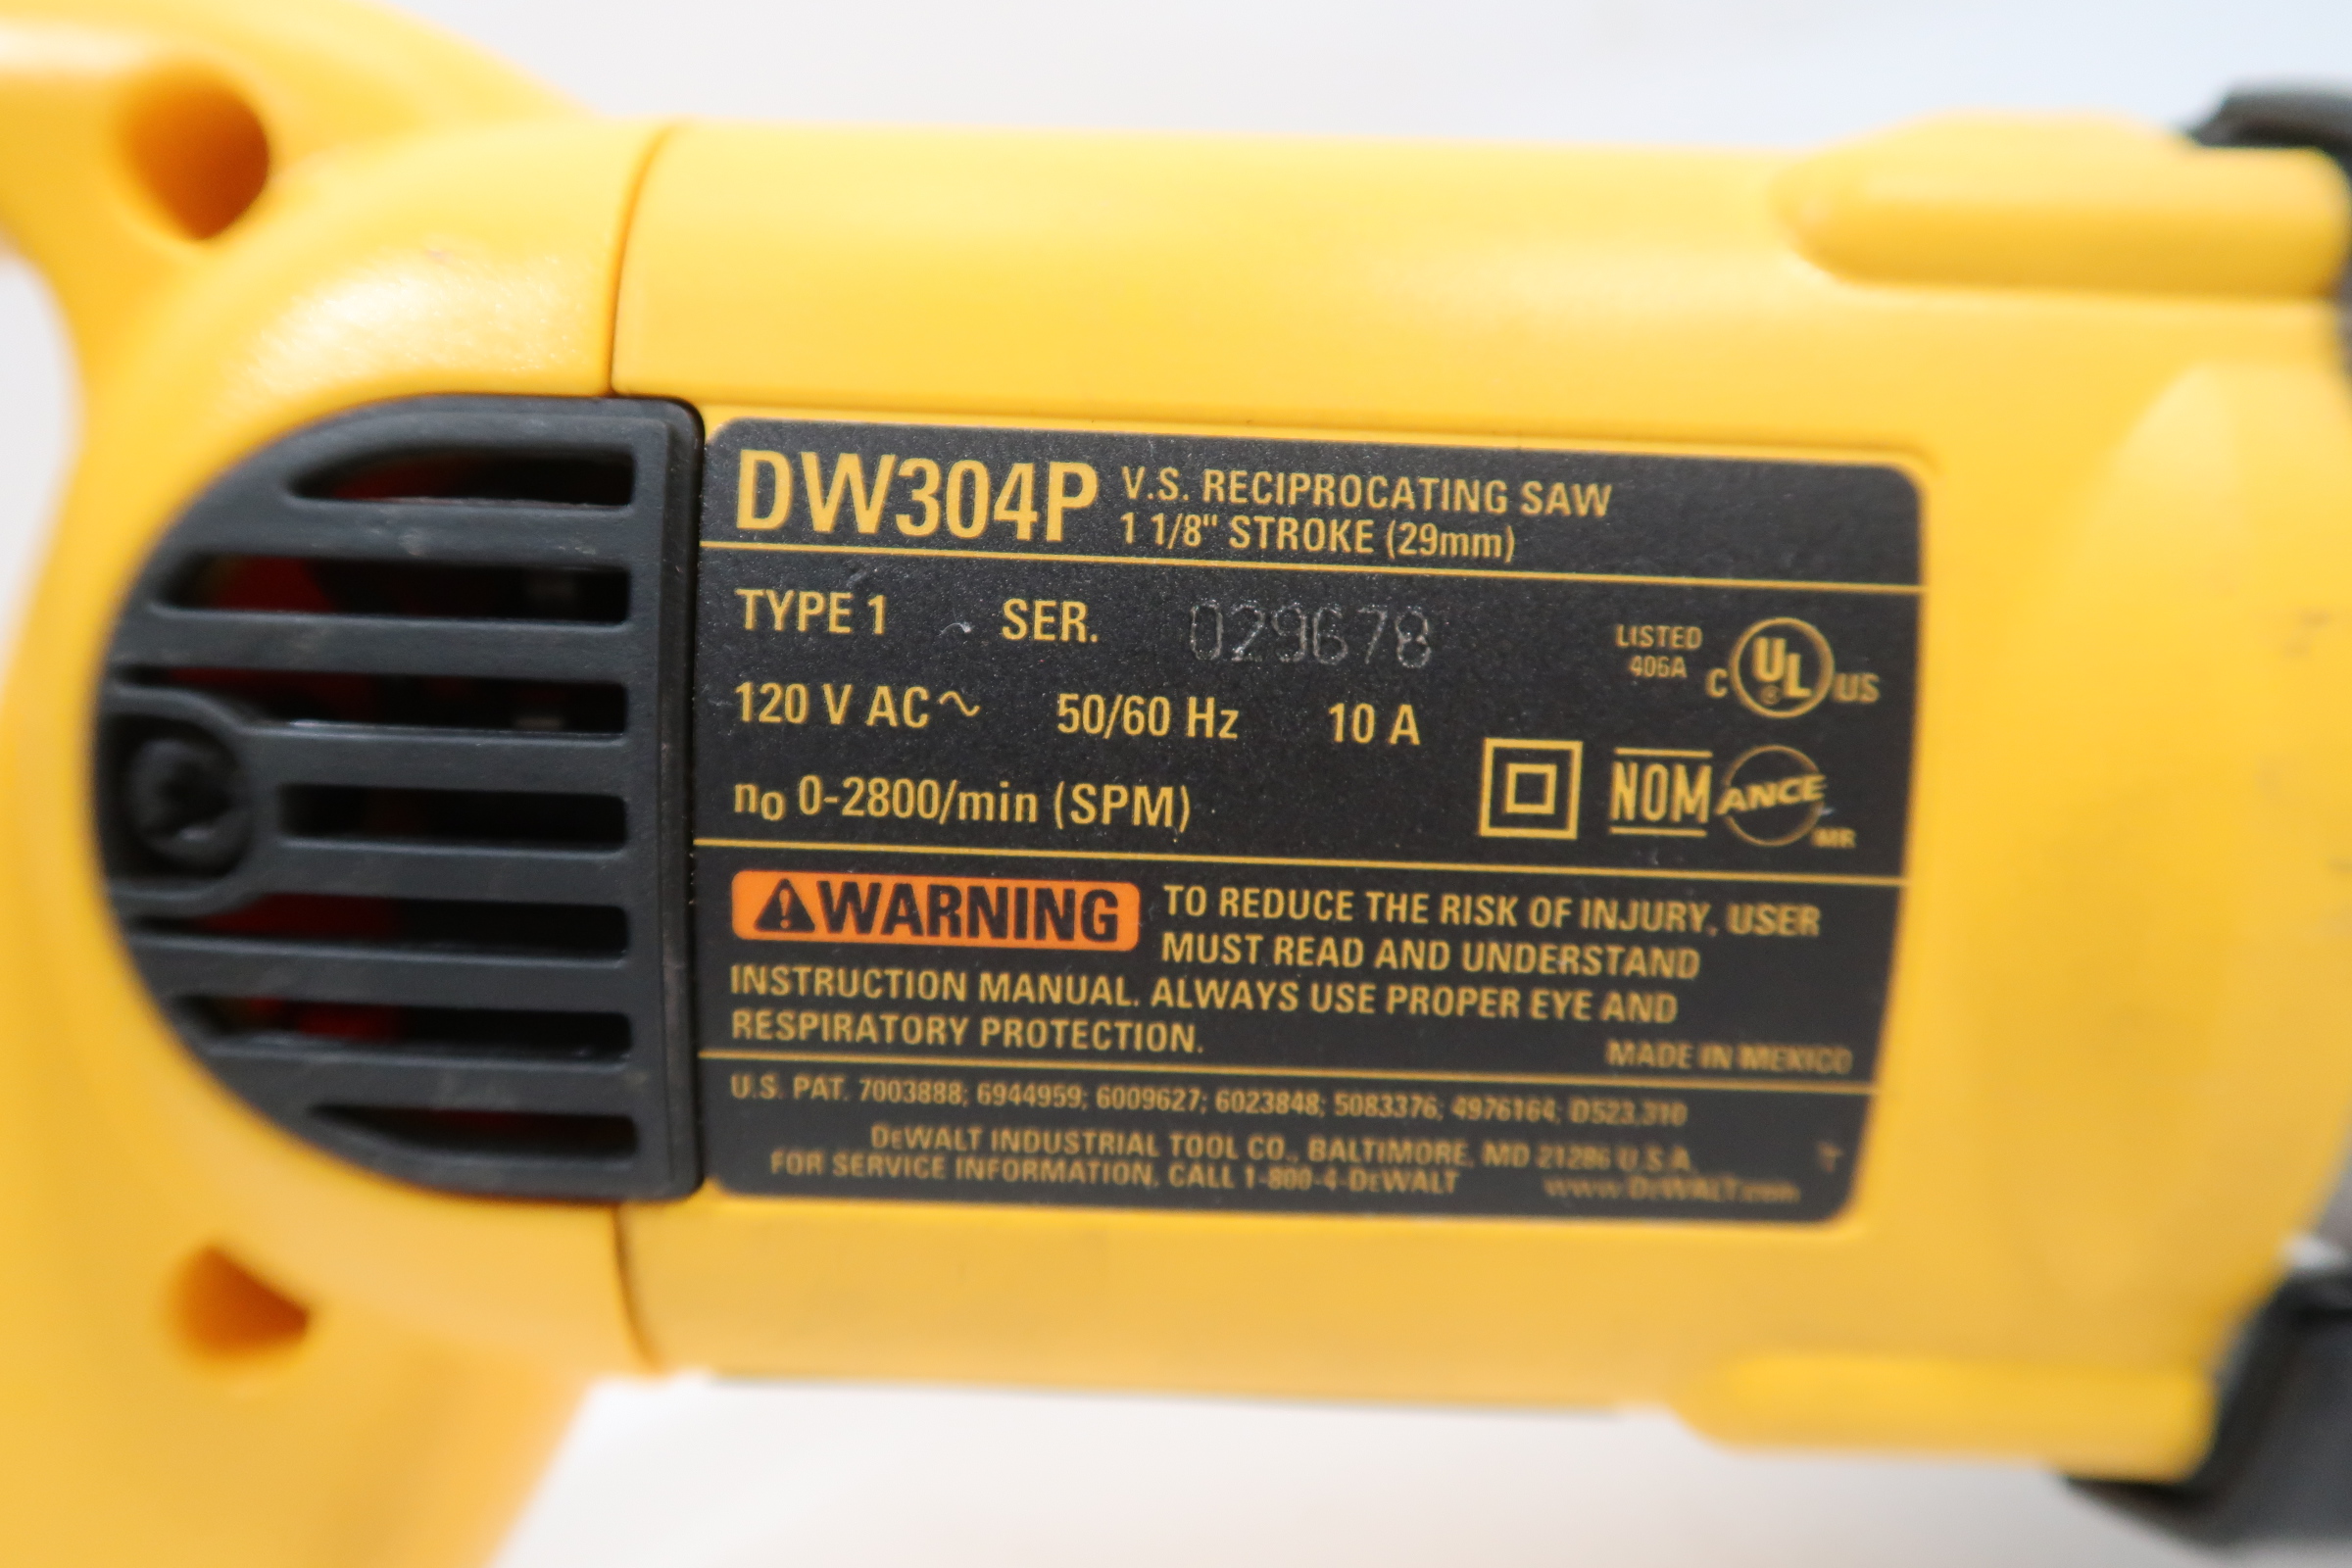 DW304P V.S. RECIPROCATING SAW
1 1/8" STROKE (29mm)
TYPE 1 SER. 029678
LISTED
406A
C UL ® US
120 V AC ~ 50/60 Hz 10 A
n₀ 0-2800/min (SPM)
NOM ANCE MR
⚠ WARNING TO REDUCE THE RISK OF INJURY, USER
MUST READ AND UNDERSTAND
INSTRUCTION MANUAL. ALWAYS USE PROPER EYE AND
RESPIRATORY PROTECTION.
MADE IN MEXICO
U.S. PAT. 7003888; 6944959; 6009627; 6023848; 5083376; 4976164; D523,310
DEWALT INDUSTRIAL TOOL CO., BALTIMORE, MD 21286 U.S.A.
FOR SERVICE INFORMATION, CALL 1-800-4-DEWALT www.DEWALT.com